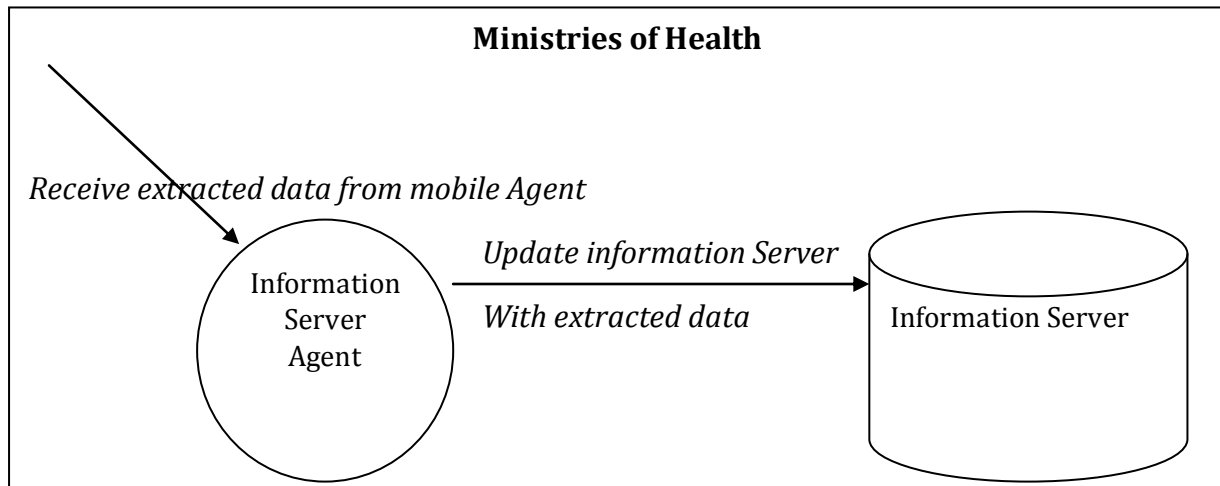 Ministries of Health
Receive extracted data from mobile Agent
Information
Server
Agent
Update information Server
With extracted data
Information Server